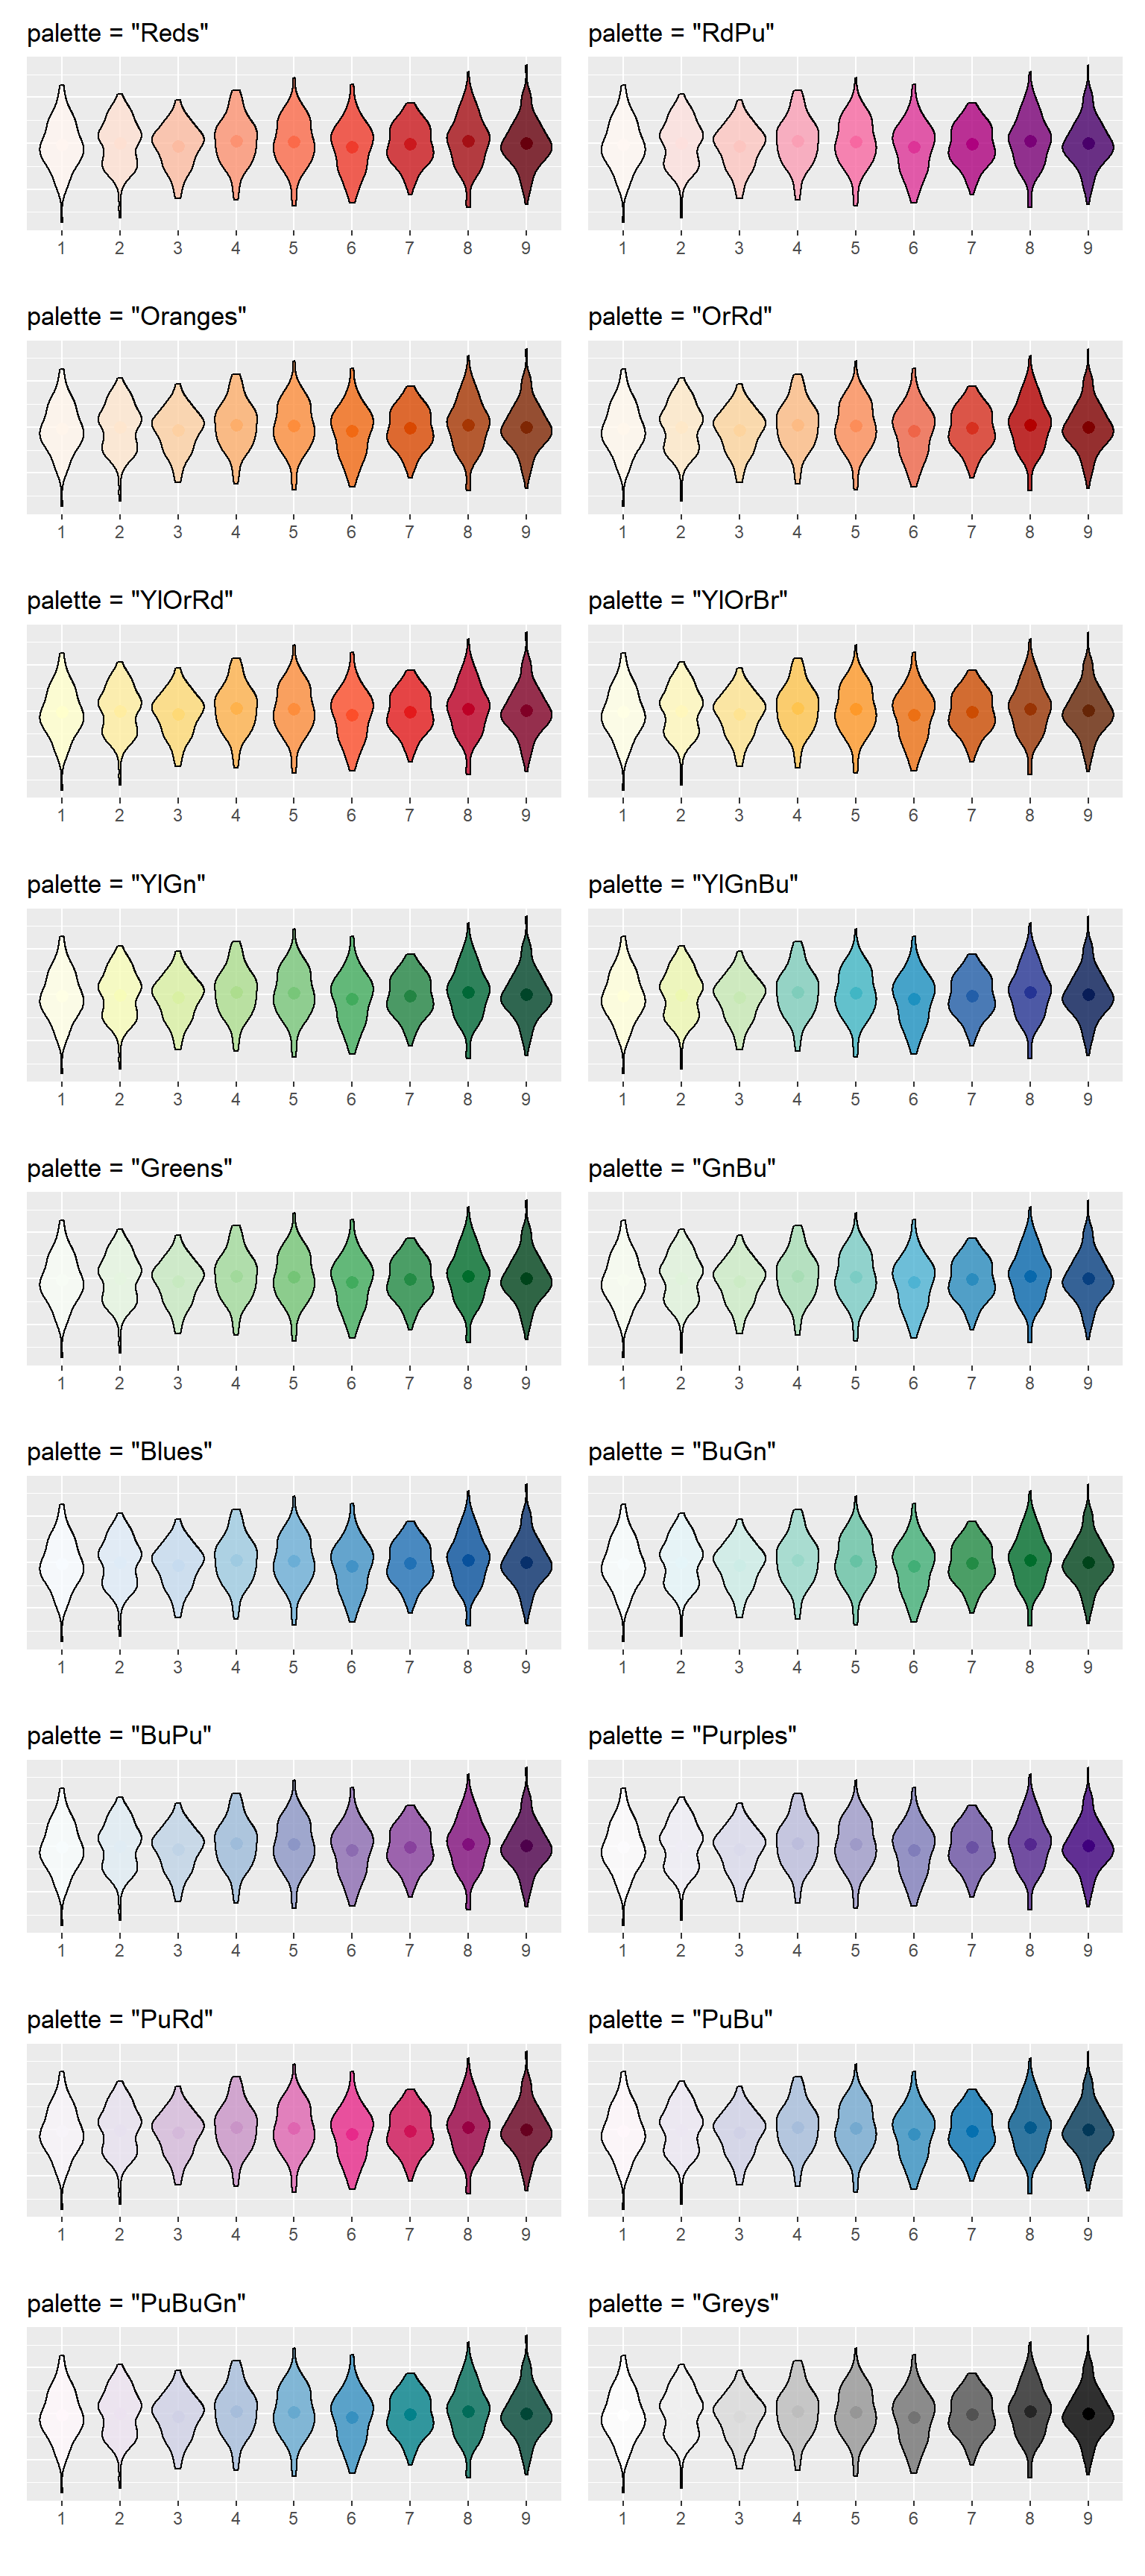 palette = "Reds" palette = "RdPu"
1 2 3 4 5 6 7 8 9 1 2 3 4 5 6 7 8 9
palette = "Oranges" palette = "OrRd"
1 2 3 4 5 6 7 8 9 1 2 3 4 5 6 7 8 9
palette = "YlOrRd" palette = "YlOrBr"
1 2 3 4 5 6 7 8 9 1 2 3 4 5 6 7 8 9
palette = "YlGn" palette = "YlGnBu"
1 2 3 4 5 6 7 8 9 1 2 3 4 5 6 7 8 9
palette = "Greens" palette = "GnBu"
1 2 3 4 5 6 7 8 9 1 2 3 4 5 6 7 8 9
palette = "Blues" palette = "BuGn"
1 2 3 4 5 6 7 8 9 1 2 3 4 5 6 7 8 9
palette = "BuPu" palette = "Purples"
1 2 3 4 5 6 7 8 9 1 2 3 4 5 6 7 8 9
palette = "PuRd" palette = "PuBu"
1 2 3 4 5 6 7 8 9 1 2 3 4 5 6 7 8 9
palette = "PuBuGn" palette = "Greys"
1 2 3 4 5 6 7 8 9 1 2 3 4 5 6 7 8 9